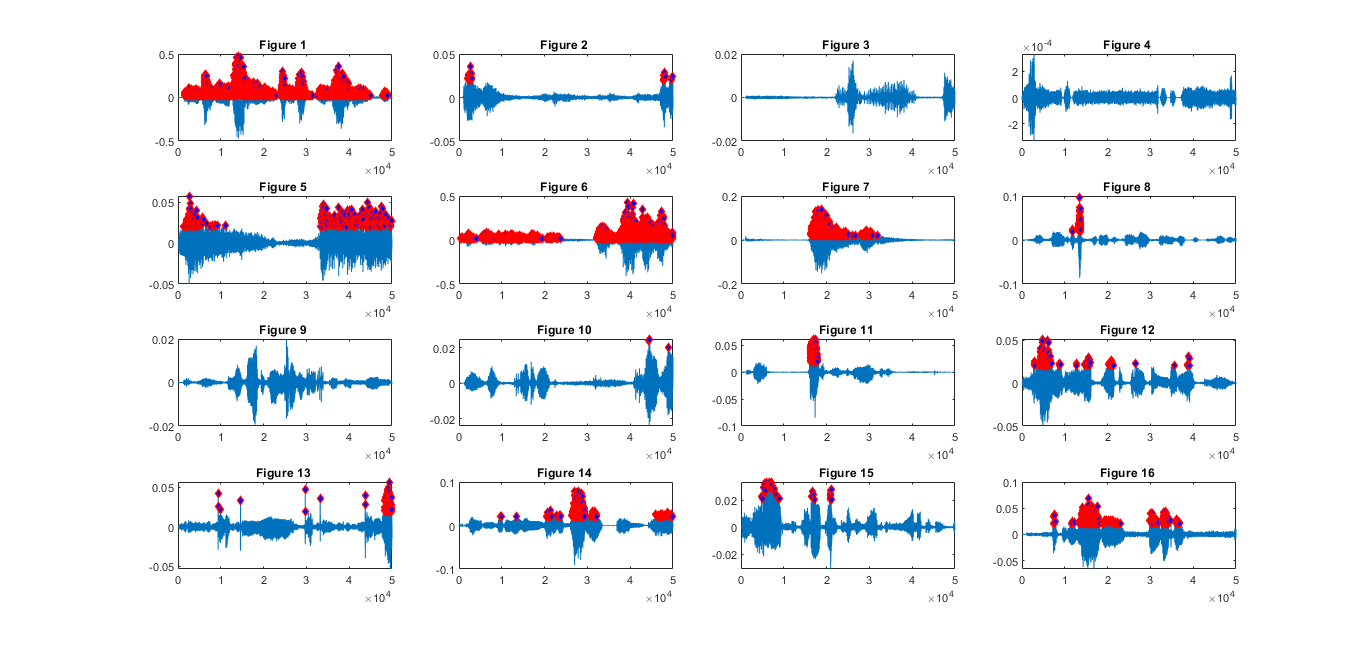 Figure 1 Figure 2 Figure 3 Figure 4
×10^-4
0.5 0.05 0.02 2
0 0 0 0
-2
-0.5 -0.05 -0.02
0 1 2 3 4 5 0 1 2 3 4 5 0 1 2 3 4 5 0 1 2 3 4 5
×10^4 ×10^4 ×10^4 ×10^4
Figure 5 Figure 6 Figure 7 Figure 8
0.05 0.5 0.2 0.1
0 0 0 0
-0.05 -0.5 -0.2 -0.1
0 1 2 3 4 5 0 1 2 3 4 5 0 1 2 3 4 5 0 1 2 3 4 5
×10^4 ×10^4 ×10^4 ×10^4
Figure 9 Figure 10 Figure 11 Figure 12
0.02 0.02 0.05 0.05
0 0 0 0
-0.05
-0.02 -0.02 -0.1 -0.05
0 1 2 3 4 5 0 1 2 3 4 5 0 1 2 3 4 5 0 1 2 3 4 5
×10^4 ×10^4 ×10^4 ×10^4
Figure 13 Figure 14 Figure 15 Figure 16
0.05 0.1 0.02 0.1
0.05
0 0 0 0
-0.05 -0.1 -0.02 -0.05
0 1 2 3 4 5 0 1 2 3 4 5 0 1 2 3 4 5 0 1 2 3 4 5
×10^4 ×10^4 ×10^4 ×10^4